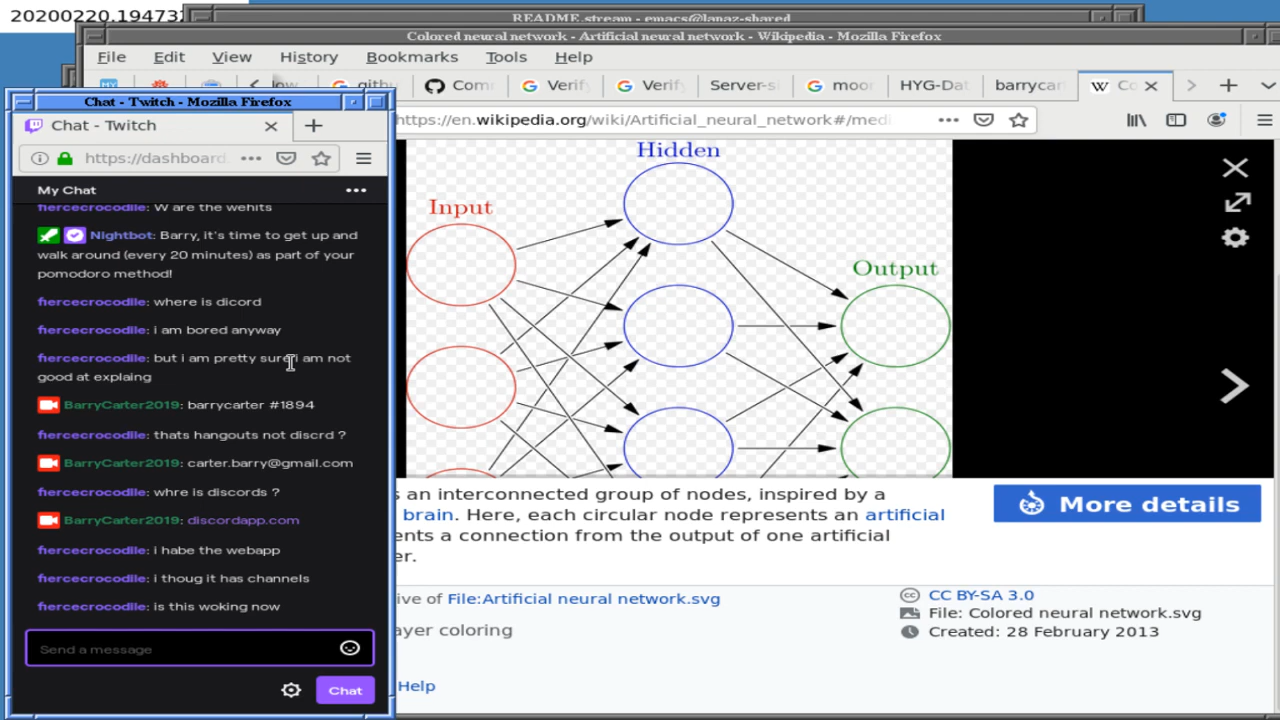 20200220.19473
README.stream - emacs@lanaz-shared
Colored neural network - Artificial neural network - Wikipedia - Mozilla Firefox
File Edit View History Bookmarks Tools Help
low
gith
Com
Verify
Verify
Server-s
moo
HYG-Dat
barrycar
W Co
https://en.wikipedia.org/wiki/Artificial_neural_network#/medi
Chat - Twitch - Mozilla Firefox
Chat - Twitch
https://dashboard.
My Chat
fiercecrocodile: W are the wehits
Nightbot: Barry, it's time to get up and
walk around (every 20 minutes) as part of your
pomodoro method!
fiercecrocodile: where is dicord
fiercecrocodile: i am bored anyway
fiercecrocodile: but i am pretty sure i am not
good at explaing
BarryCarter2019: barrycarter #1894
fiercecrocodile: thats hangouts not discrd ?
BarryCarter2019: carter.barry@gmail.com
fiercecrocodile: whre is discords ?
BarryCarter2019: discordapp.com
fiercecrocodile: i habe the webapp
fiercecrocodile: i thoug it has channels
fiercecrocodile: is this woking now
Send a message
Chat
Hidden
Input
Output
s an interconnected group of nodes, inspired by a
brain. Here, each circular node represents an artificial
ents a connection from the output of one artificial
er.
More details
ive of File:Artificial neural network.svg
ayer coloring
Help
cc CC BY-SA 3.0
File: Colored neural network.svg
Created: 28 February 2013